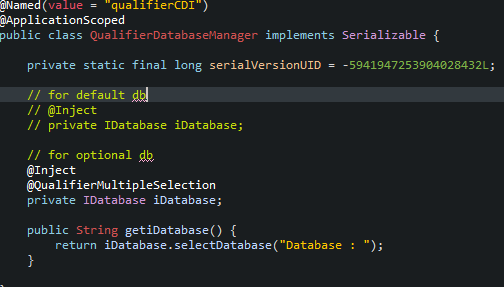 @Named(value = "qualifierCDI")
@ApplicationScoped
public class QualifierDatabaseManager implements Serializable {
private static final long serialVersionUID = -5941947253904028432L;
// for default db
// @Inject
// private IDatabase iDatabase;
// for optional db
@Inject
@QualifierMultipleSelection
private IDatabase iDatabase;
public String getiDatabase() {
return iDatabase.selectDatabase("Database : ");
}